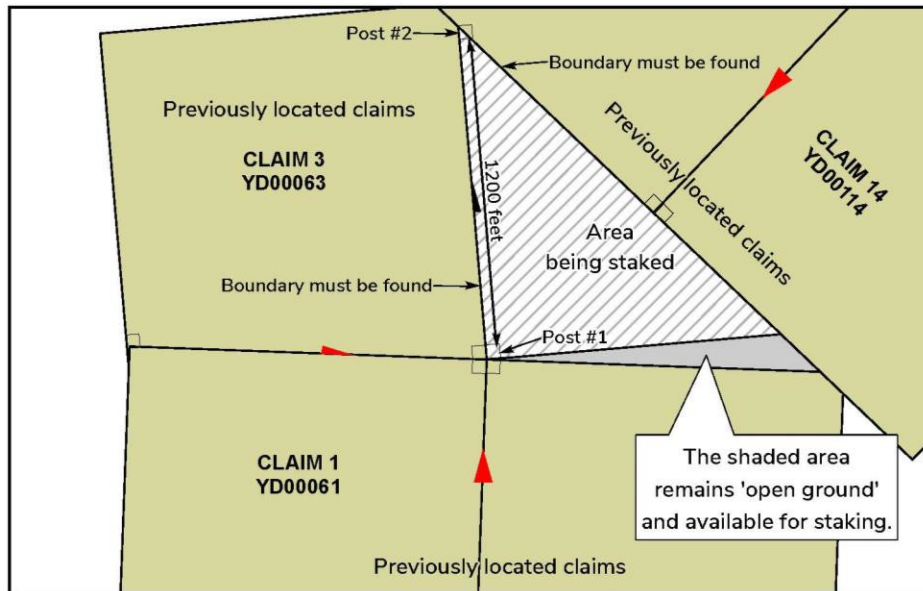 Post #2
Boundary must be found
Previously located claims
CLAIM 3
YD00063
Previously located claims
CLAIM 14
YD00114
1200 feet
Area
being staked
Boundary must be found
Post #1
CLAIM 1
YD00061
The shaded area
remains 'open ground'
and available for staking.
Previously located claims